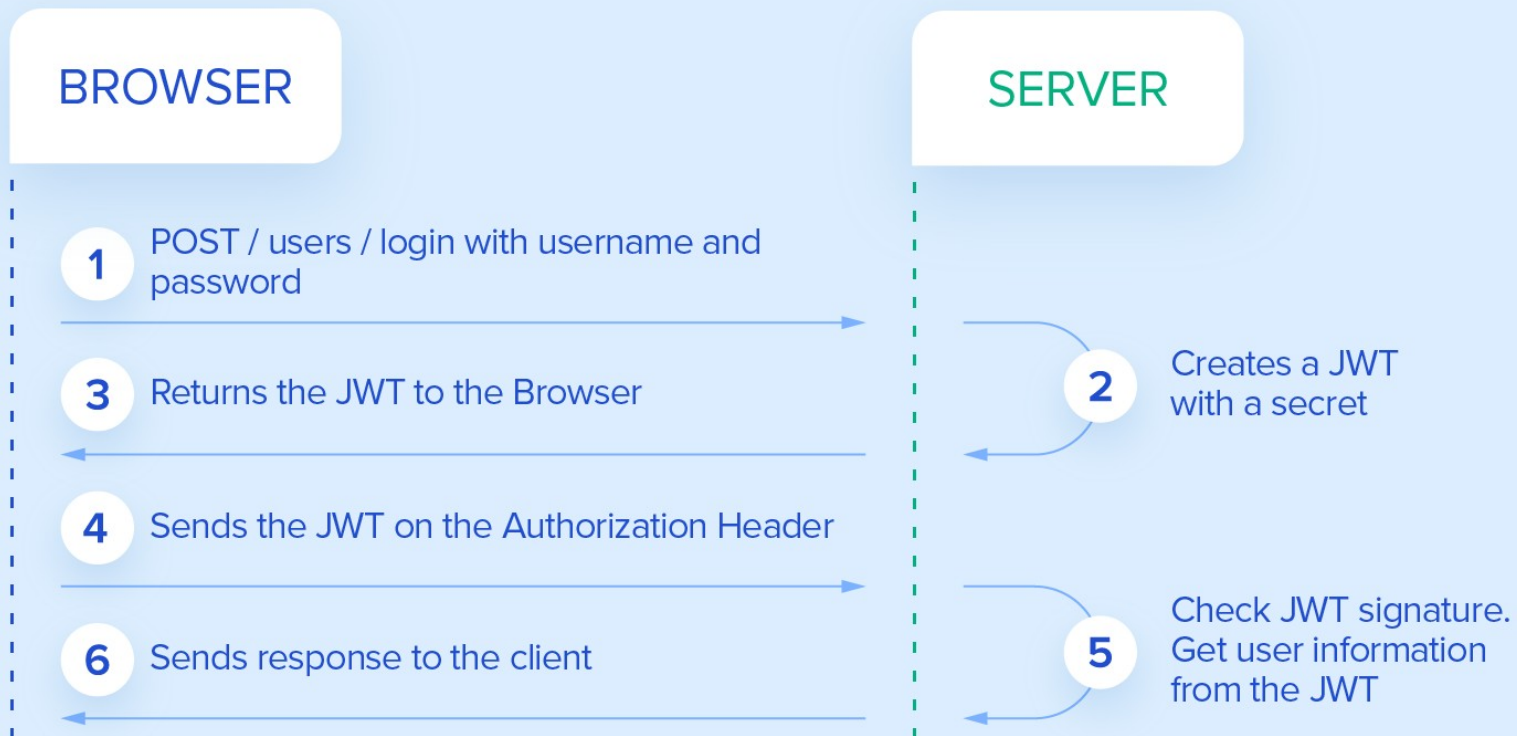 BROWSER
SERVER
1
POST / users / login with username and
password
2
Creates a JWT
with a secret
3
Returns the JWT to the Browser
4
Sends the JWT on the Authorization Header
5
Check JWT signature.
Get user information
from the JWT
6
Sends response to the client